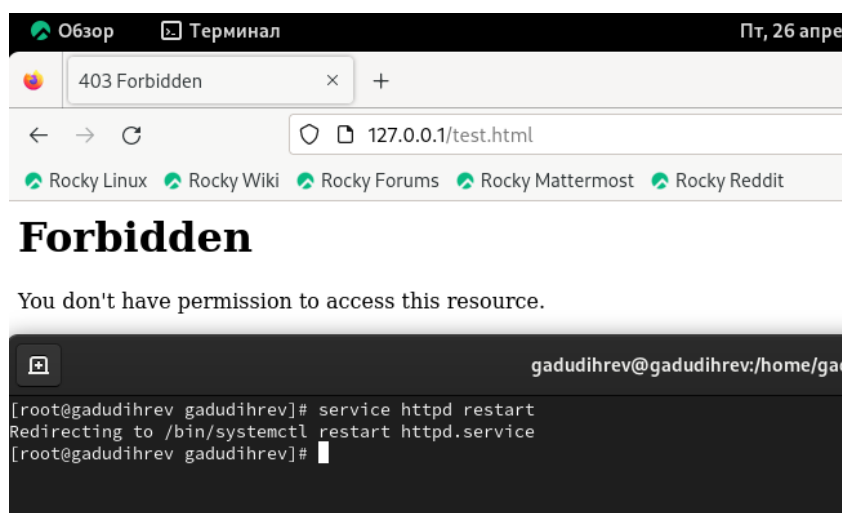 Обзор Терминал Пт, 26 апре
403 Forbidden
127.0.0.1/test.html
Rocky Linux Rocky Wiki Rocky Forums Rocky Mattermost Rocky Reddit
Forbidden
You don't have permission to access this resource.
gadudihrev@gadudihrev:/home/gad
[root@gadudihrev gadudihrev]# service httpd restart
Redirecting to /bin/systemctl restart httpd.service
[root@gadudihrev gadudihrev]#